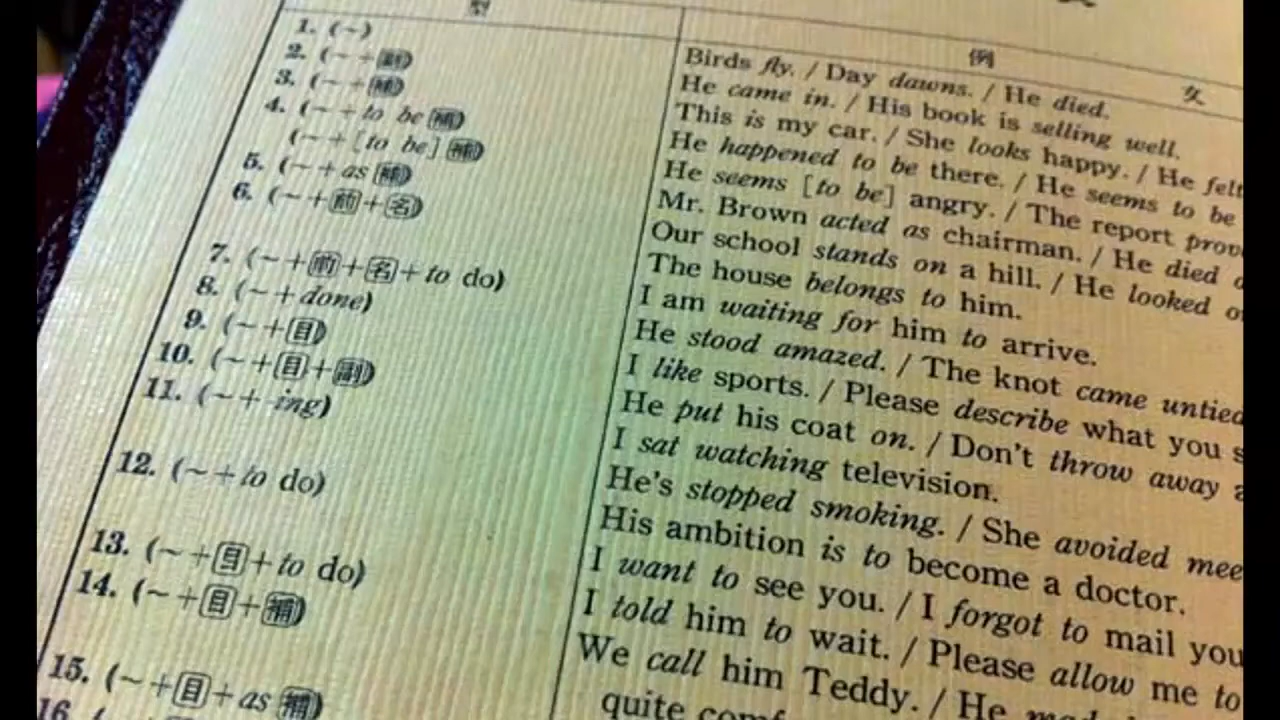 型
1. (~)
2. (~+副)
3. (~+補)
4. (~+to be 補)
(~+[to be] 補)
5. (~+as 補)
6. (~+前+名)
7. (~+前+名+to do)
8. (~+done)
9. (~+目)
10. (~+目+副)
11. (~+-ing)
12. (~+to do)
13. (~+目+to do)
14. (~+目+補)
15. (~+目+as 補)
16. (
例 文
Birds fly. / Day dawns. / He died.
He came in. / His book is selling well.
This is my car. / She looks happy. / He felt
He happened to be there. / He seems to be
He seems [to be] angry. / The report prov
Mr. Brown acted as chairman. / He died
Our school stands on a hill. / He looked
The house belongs to him.
I am waiting for him to arrive.
He stood amazed. / The knot came untied
I like sports. / Please describe what you s
He put his coat on. / Don't throw away a
I sat watching television.
He's stopped smoking. / She avoided mee
His ambition is to become a doctor.
I want to see you. / I forgot to mail you
I told him to wait. / Please allow me to
We call him Teddy. / He mad
quite comf